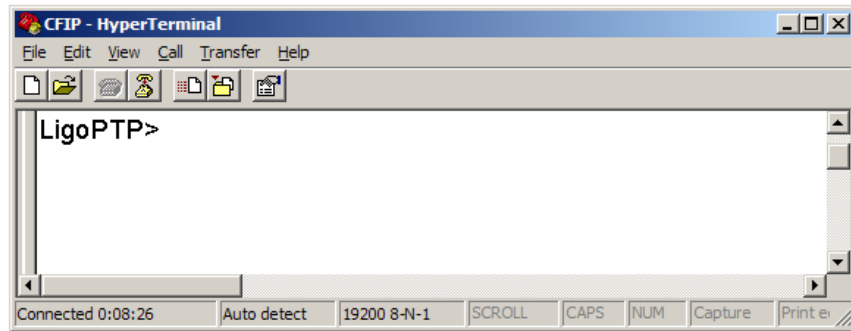 CFIP - HyperTerminal
File Edit View Call Transfer Help
LigoPTP>
Connected 0:08:26 Auto detect 19200 8-N-1 SCROLL CAPS NUM Capture Print